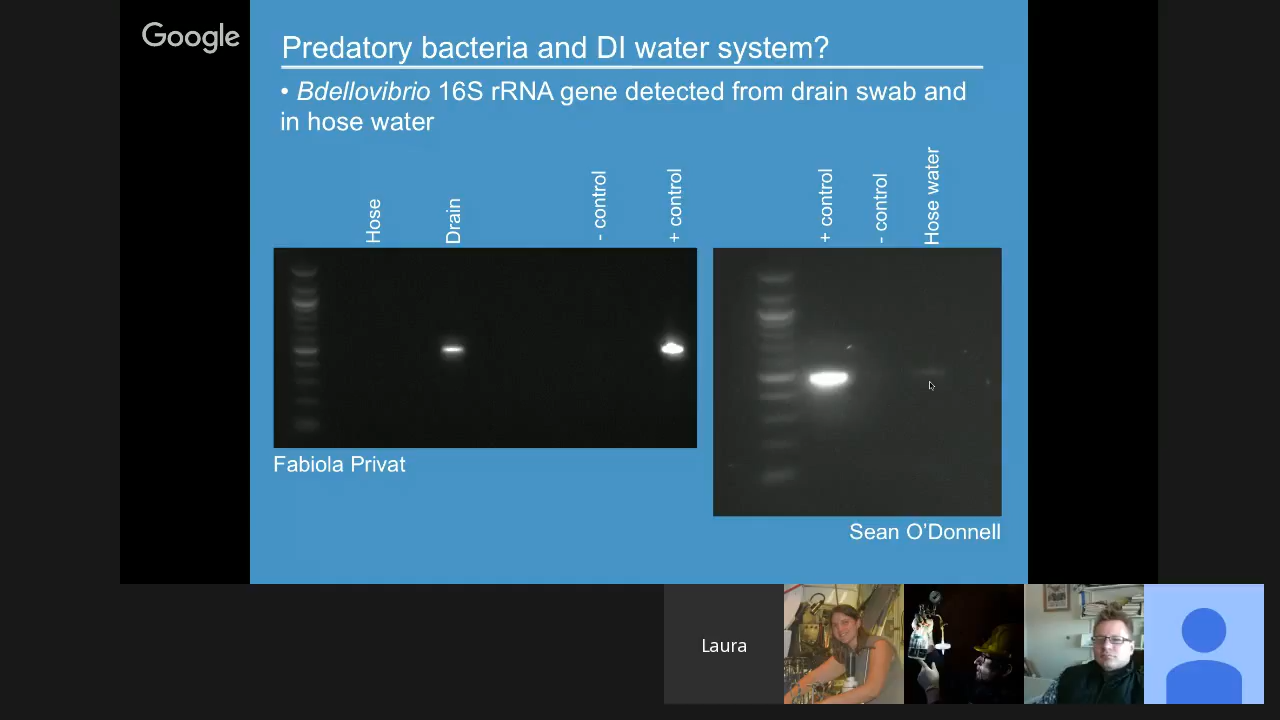 Google
Predatory bacteria and DI water system?
• Bdellovibrio 16S rRNA gene detected from drain swab and
in hose water
Hose
Drain
- control
+ control
+ control
- control
Hose water
Fabiola Privat
Sean O’Donnell
Laura